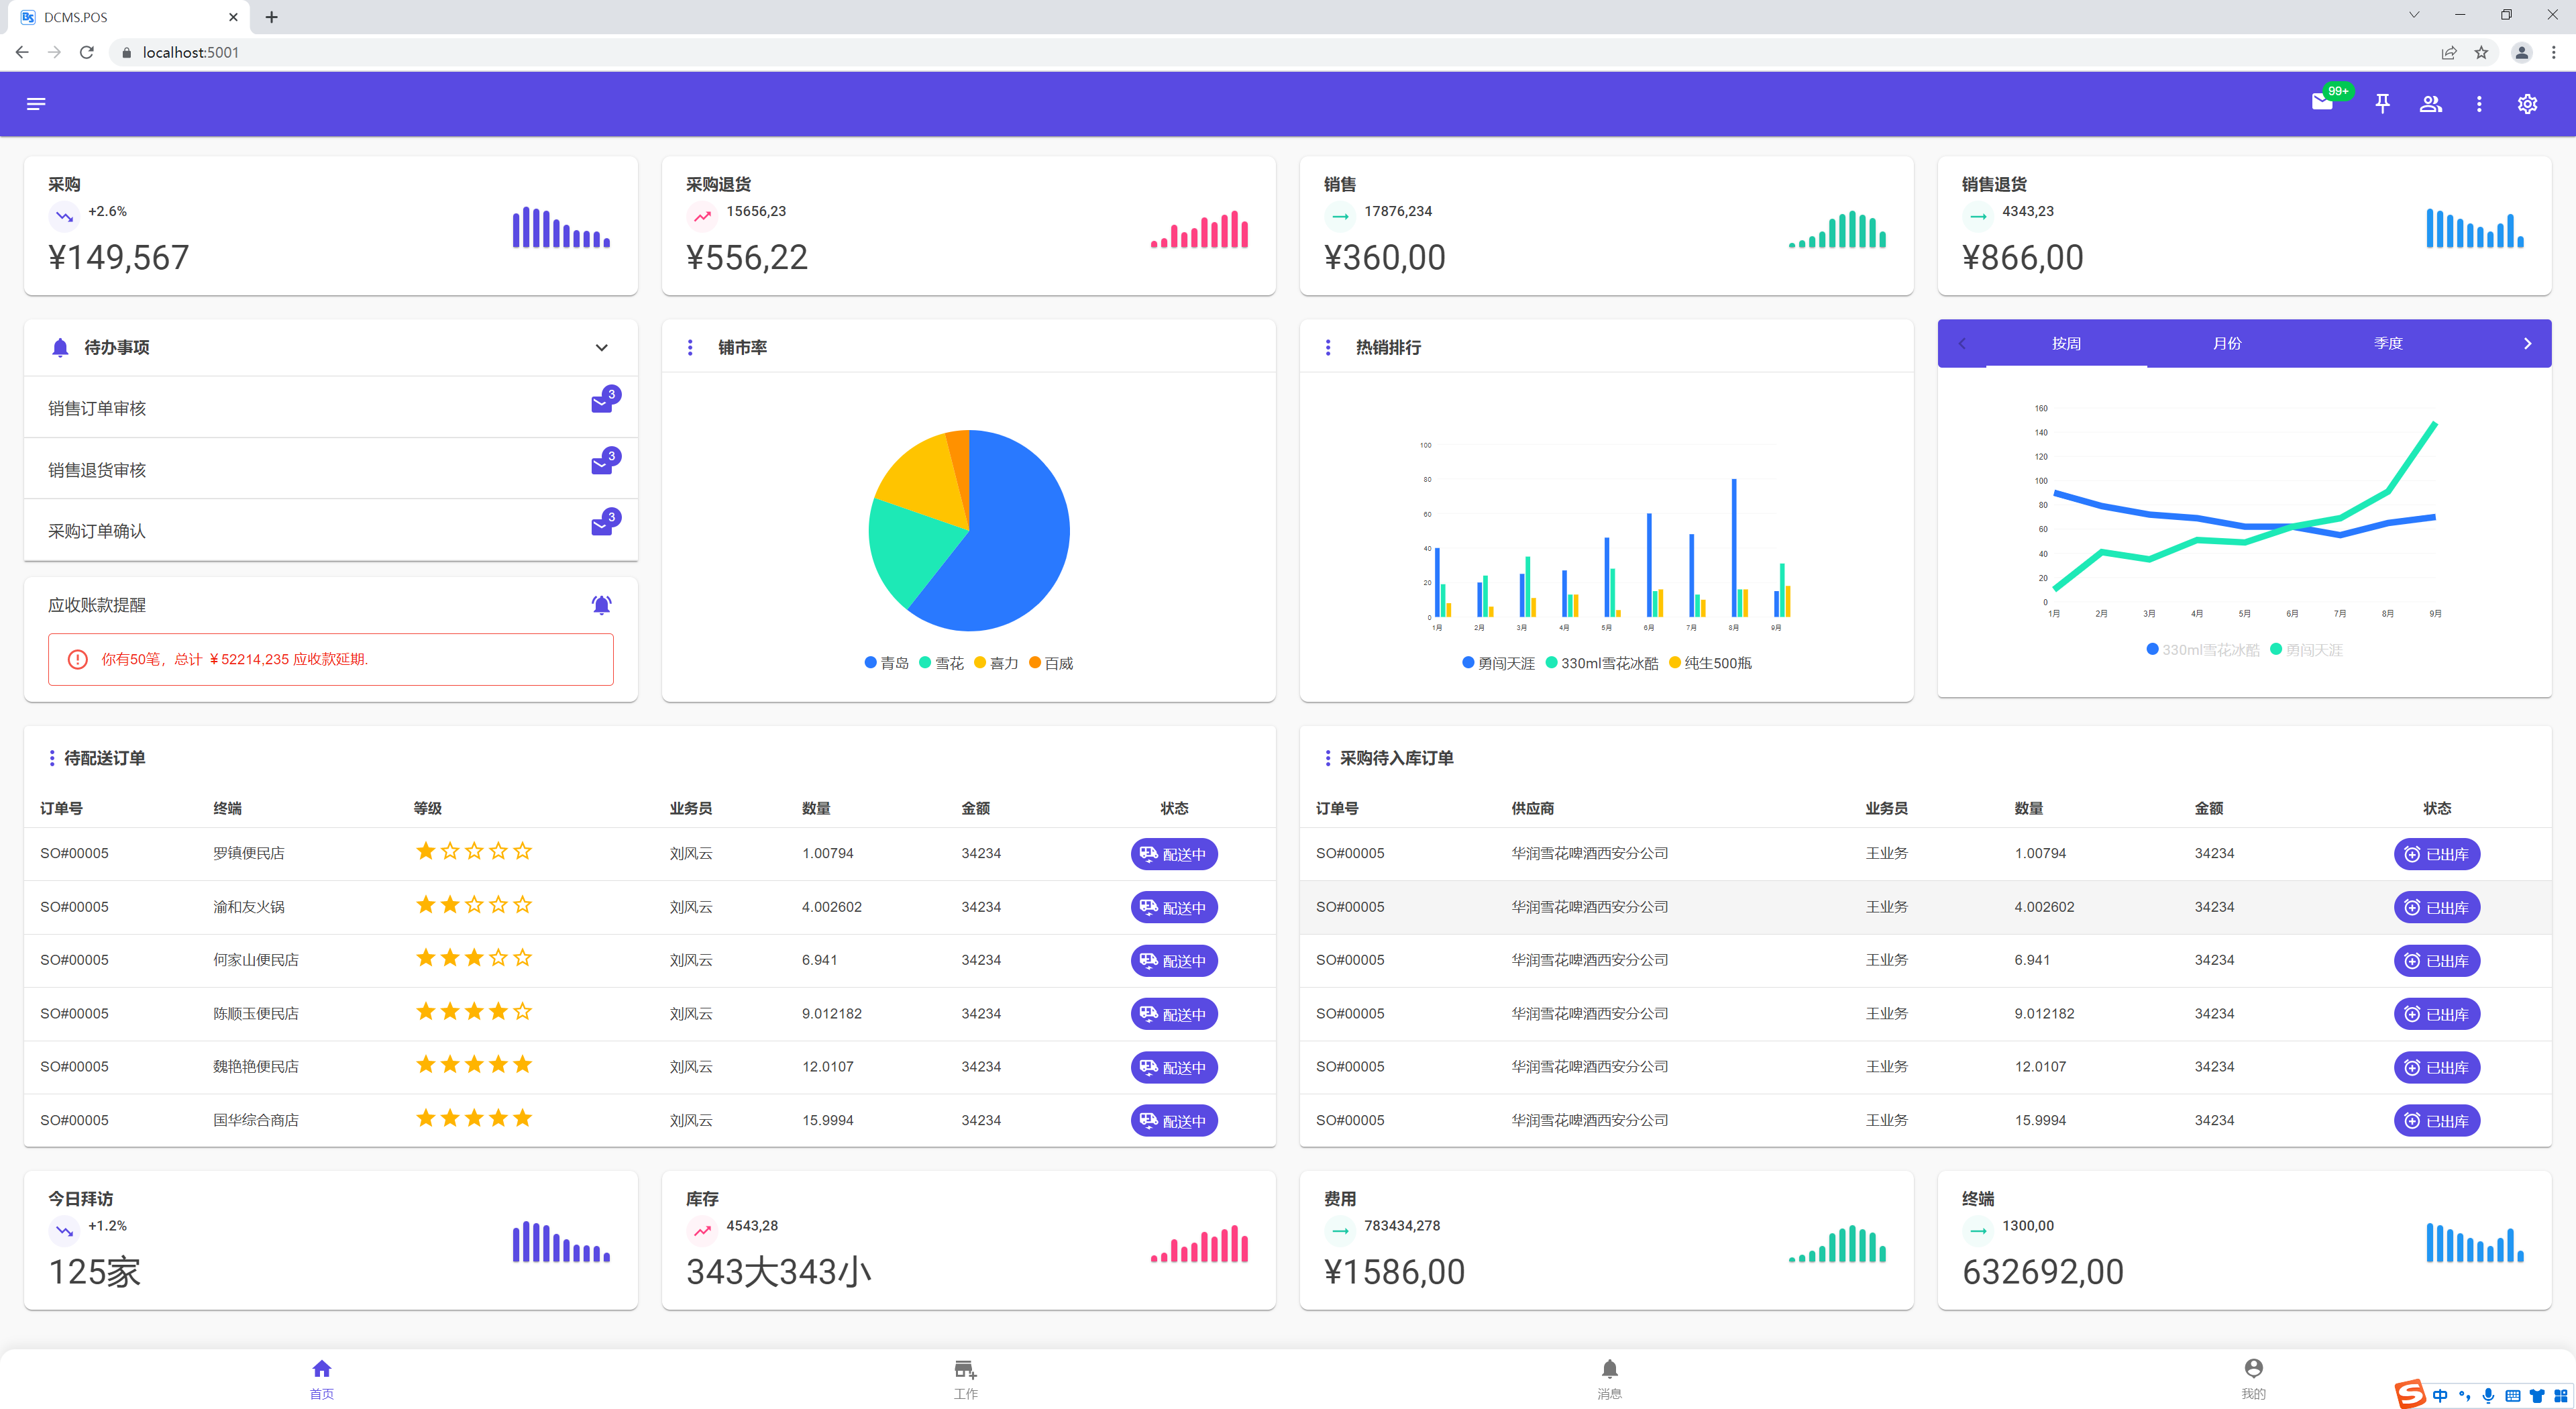 DCMS.POS
localhost:5001
99+
采购
+2.6%
¥149,567
采购退货
15656,23
¥556,22
销售
17876,234
¥360,00
销售退货
4343,23
¥866,00
待办事项
销售订单审核
3
销售退货审核
3
采购订单确认
3
应收账款提醒
你有50笔，总计 ￥52214,235 应收款延期.
铺市率
青岛 雪花 喜力 百威
热销排行
100
80
60
40
20
0
1月 2月 3月 4月 5月 6月 7月 8月 9月
勇闯天涯 330ml雪花冰酷 纯生500瓶
按周 月份 季度
160
140
120
100
80
60
40
20
0
1月 2月 3月 4月 5月 6月 7月 8月 9月
330ml雪花冰酷 勇闯天涯
待配送订单
订单号 终端 等级 业务员 数量 金额 状态
SO#00005 罗镇便民店 刘风云 1.00794 34234 配送中
SO#00005 渝和友火锅 刘风云 4.002602 34234 配送中
SO#00005 何家山便民店 刘风云 6.941 34234 配送中
SO#00005 陈顺玉便民店 刘风云 9.012182 34234 配送中
SO#00005 魏艳艳便民店 刘风云 12.0107 34234 配送中
SO#00005 国华综合商店 刘风云 15.9994 34234 配送中
采购待入库订单
订单号 供应商 业务员 数量 金额 状态
SO#00005 华润雪花啤酒西安分公司 王业务 1.00794 34234 已出库
SO#00005 华润雪花啤酒西安分公司 王业务 4.002602 34234 已出库
SO#00005 华润雪花啤酒西安分公司 王业务 6.941 34234 已出库
SO#00005 华润雪花啤酒西安分公司 王业务 9.012182 34234 已出库
SO#00005 华润雪花啤酒西安分公司 王业务 12.0107 34234 已出库
SO#00005 华润雪花啤酒西安分公司 王业务 15.9994 34234 已出库
今日拜访
+1.2%
125家
库存
4543,28
343大343小
费用
783434,278
¥1586,00
终端
1300,00
632692,00
首页 工作 消息 我的
中